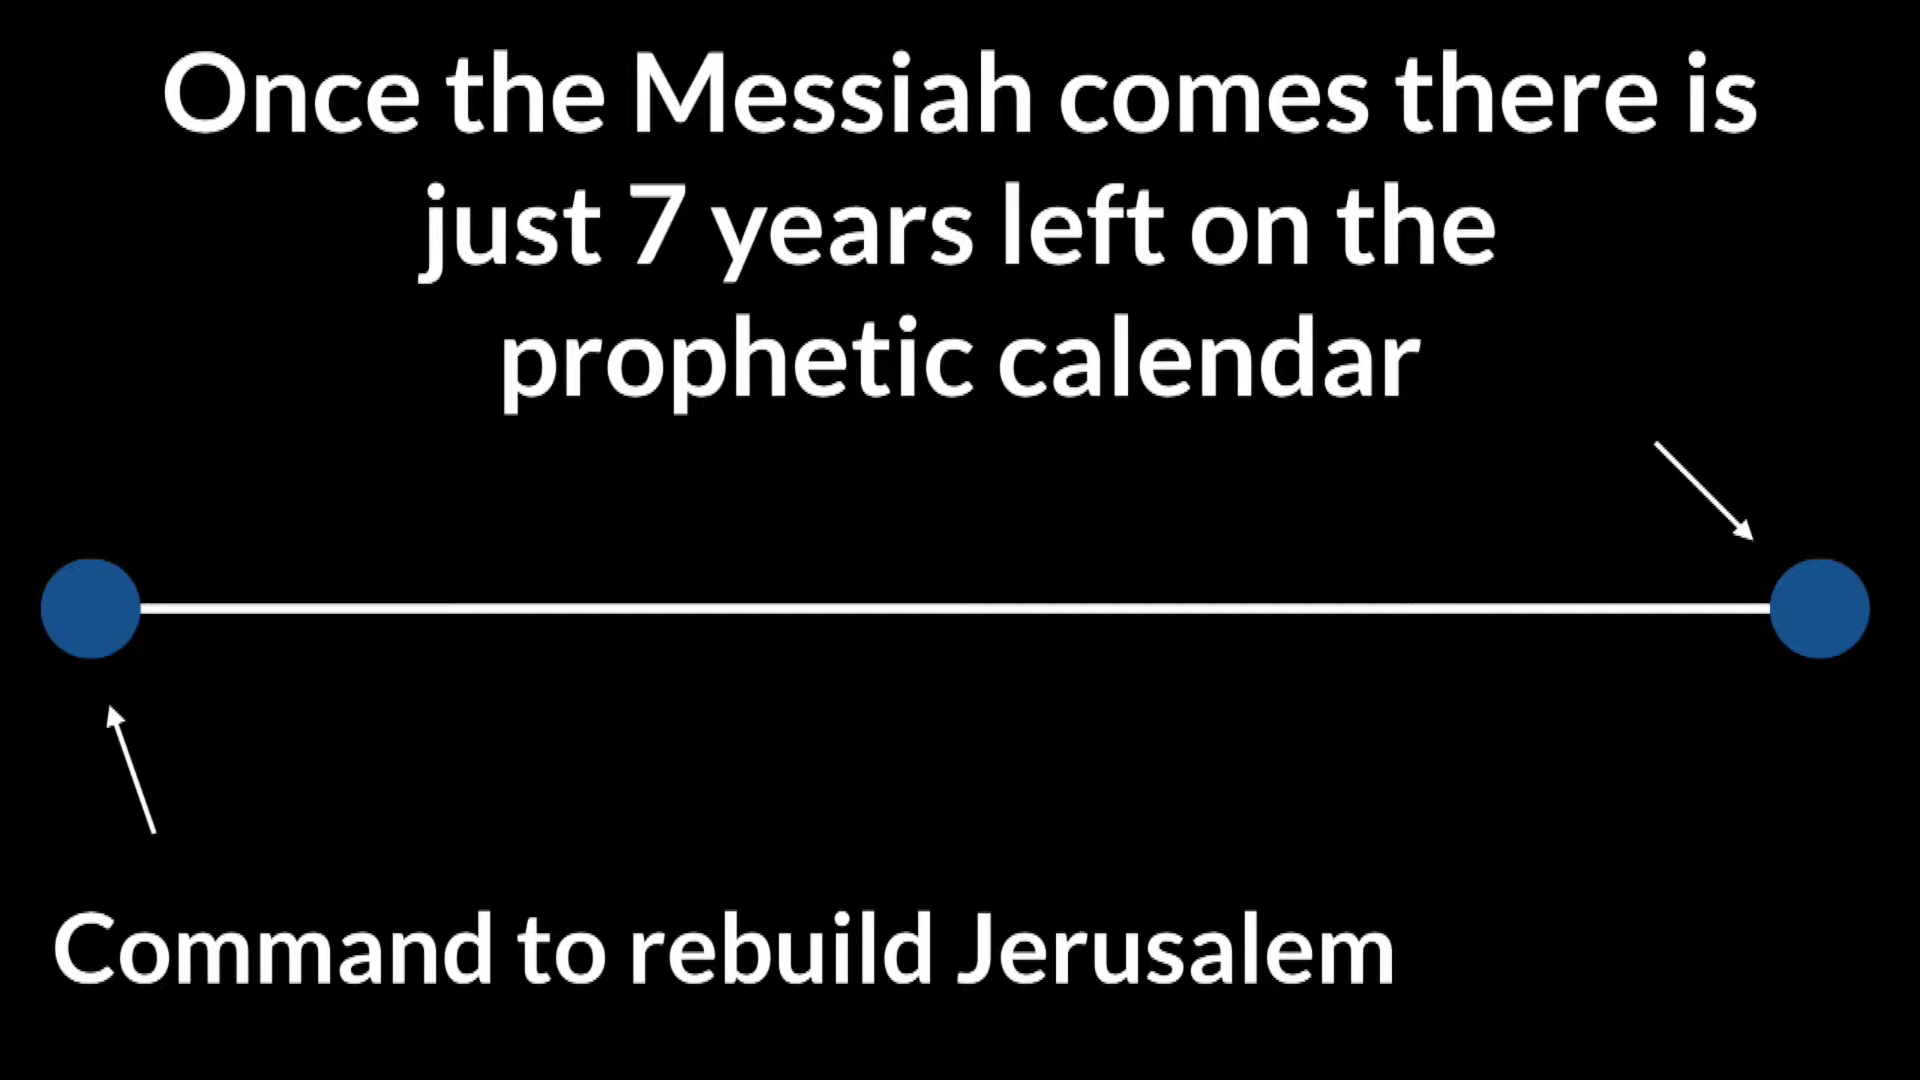 Once the Messiah comes there is
just 7 years left on the
prophetic calendar
Command to rebuild Jerusalem